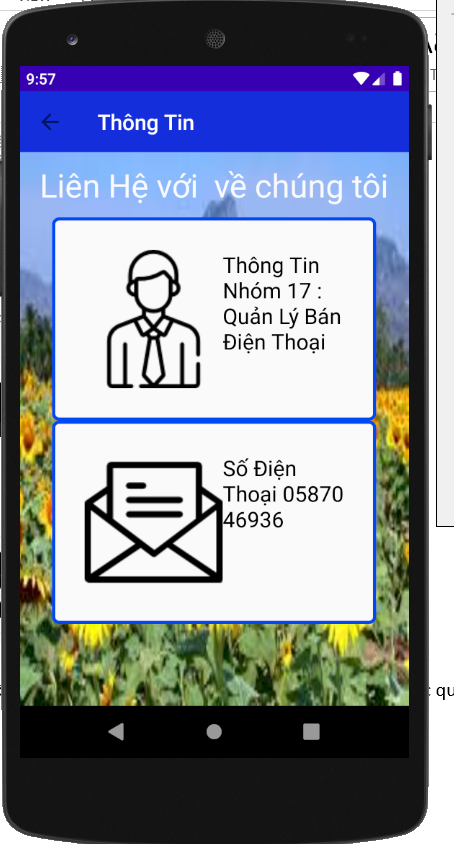 9:57
Thông Tin
Liên Hệ với  về chúng tôi
Thông Tin
Nhóm 17 :
Quản Lý Bán
Điện Thoại
Số Điện
Thoại 05870
46936
c qu